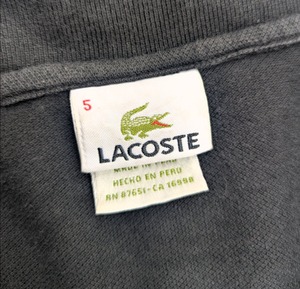 5
LACOSTE
MADE IN PERU
HECHO EN PERU
RN 87651 - CA 16998